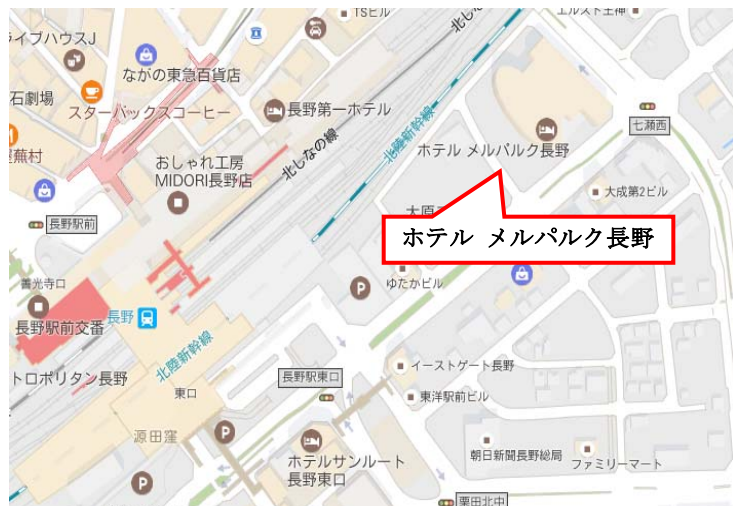 TSビル
エルスト王神
北し
ライブハウスJ
ながの東急百貨店
石劇場
スターバックスコーヒー
長野第一ホテル
七瀬西
北しなの線
北陸新幹線
ホテル メルパルク長野
屋蕪村
おしゃれ工房
MIDORI長野店
大成第2ビル
大原
長野駅前
ホテル メルパルク長野
善光寺口
ゆたかビル
P
長野駅前交番
長野
北陸新幹線
イーストゲート長野
トロポリタン長野
長野駅東口
東口
東洋駅前ビル
源田窪
P
朝日新聞長野総局
ファミリーマート
ホテルサンルート
長野東口
P
栗田北中